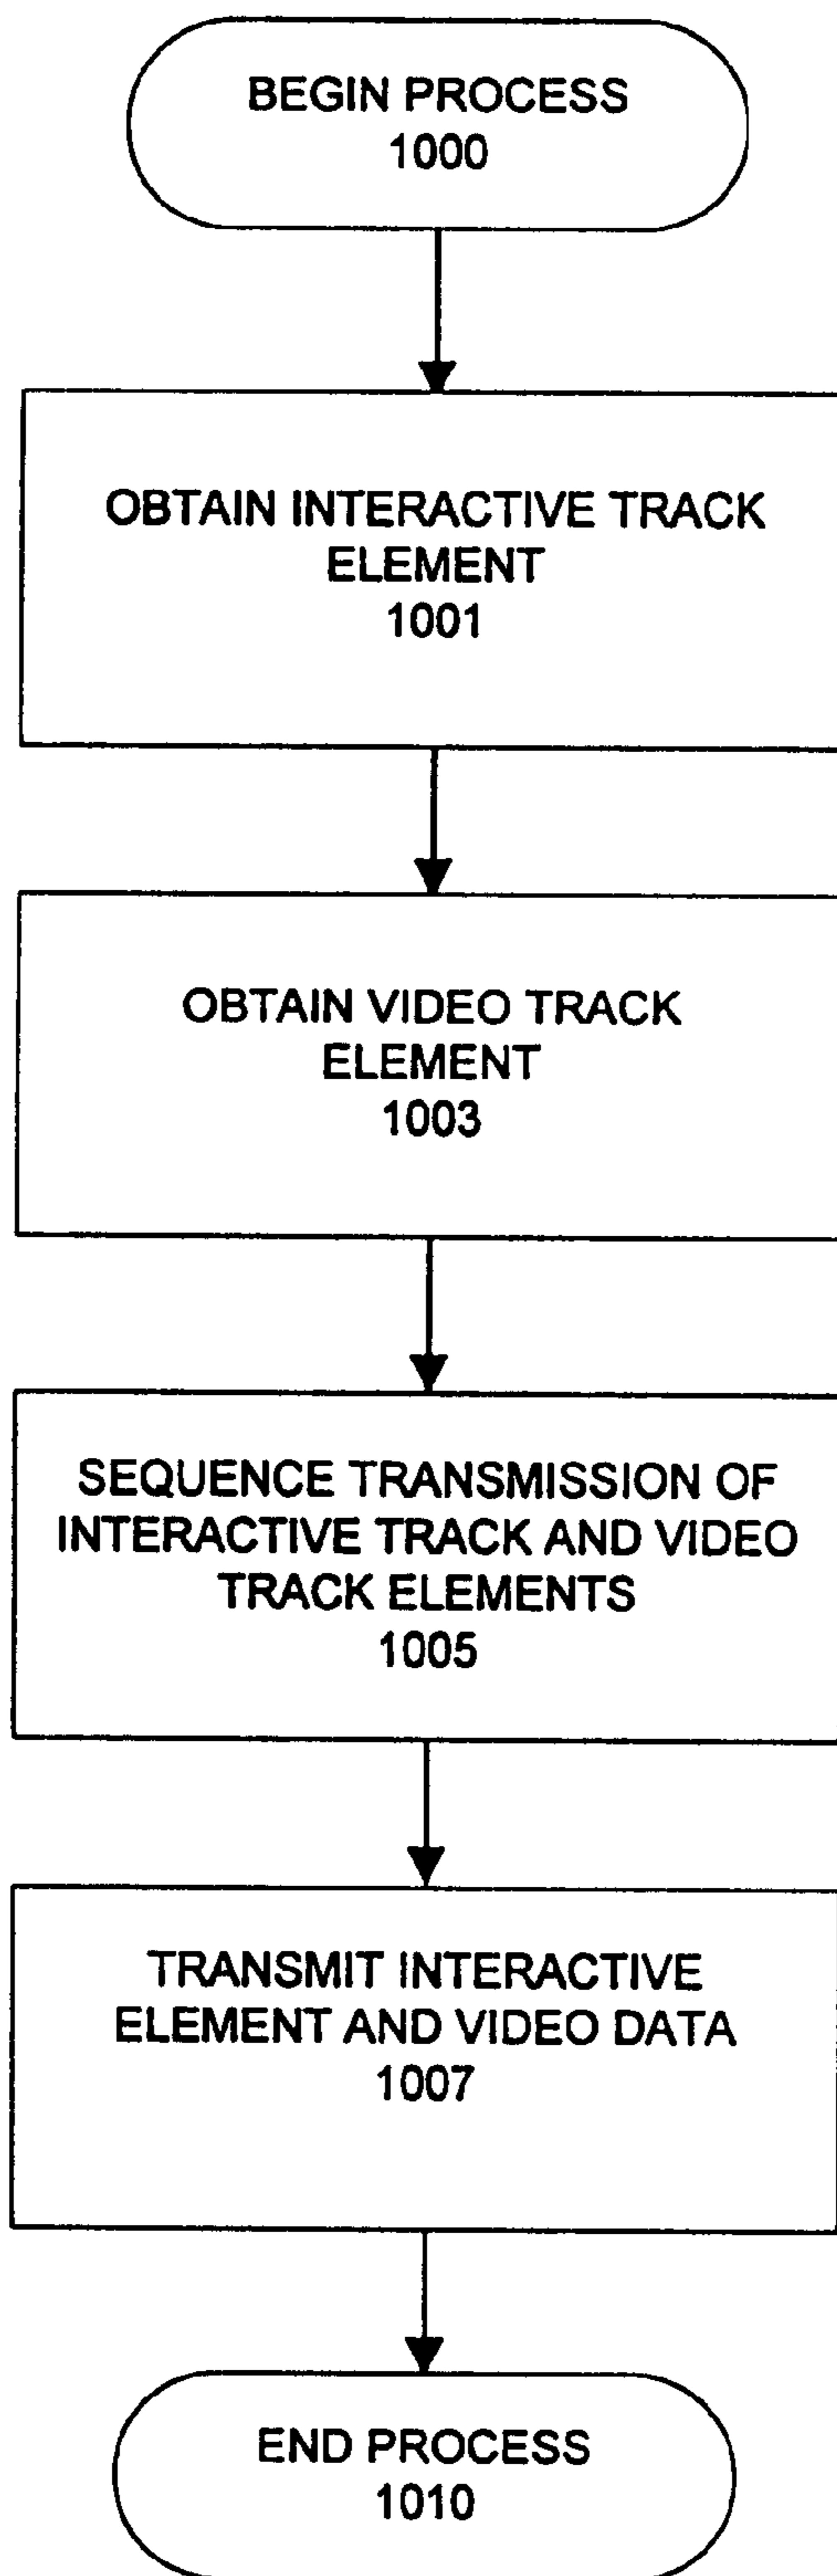 BEGIN PROCESS
1000
OBTAIN INTERACTIVE TRACK
ELEMENT
1001
OBTAIN VIDEO TRACK
ELEMENT
1003
SEQUENCE TRANSMISSION OF
INTERACTIVE TRACK AND VIDEO
TRACK ELEMENTS
1005
TRANSMIT INTERACTIVE
ELEMENT AND VIDEO DATA
1007
END PROCESS
1010